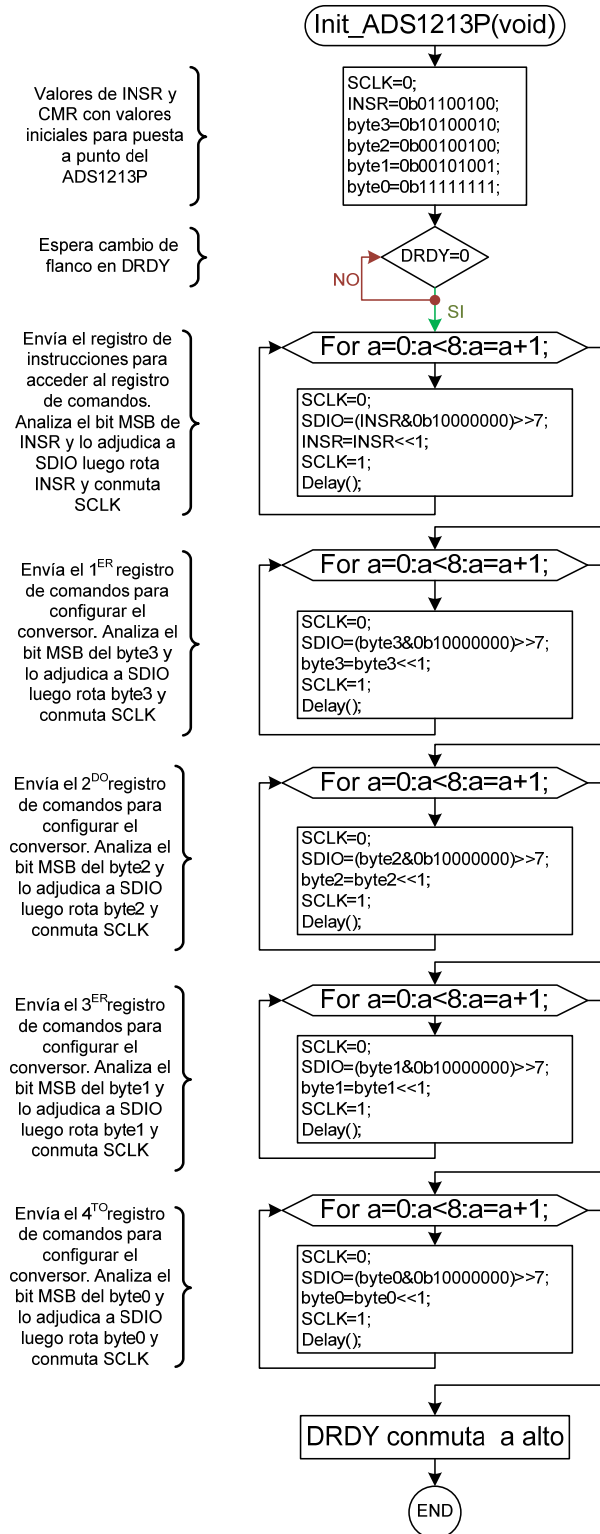 Init_ADS1213P(void)
Valores de INSR y
CMR con valores
iniciales para puesta
a punto del
ADS1213P
SCLK=0;
INSR=0b01100100;
byte3=0b10100010;
byte2=0b00100100;
byte1=0b00101001;
byte0=0b11111111;
Espera cambio de
flanco en DRDY
DRDY=0
NO
SI
Envía el registro de
instrucciones para
acceder al registro
de comandos.
Analiza el bit MSB de
INSR y lo adjudica a
SDIO luego rota
INSR y conmuta
SCLK
For a=0:a<8:a=a+1;
SCLK=0;
SDIO=(INSR&0b10000000)>>7;
INSR=INSR<<1;
SCLK=1;
Delay();
Envía el 1ER registro
de comandos para
configurar el
conversor. Analiza el
bit MSB del byte3 y
lo adjudica a SDIO
luego rota byte3 y
conmuta SCLK
For a=0:a<8:a=a+1;
SCLK=0;
SDIO=(byte3&0b10000000)>>7;
byte3=byte3<<1;
SCLK=1;
Delay();
Envía el 2DO registro
de comandos para
configurar el
conversor. Analiza el
bit MSB del byte2 y
lo adjudica a SDIO
luego rota byte2 y
conmuta SCLK
For a=0:a<8:a=a+1;
SCLK=0;
SDIO=(byte2&0b10000000)>>7;
byte2=byte2<<1;
SCLK=1;
Delay();
Envía el 3ER registro
de comandos para
configurar el
conversor. Analiza el
bit MSB del byte1 y
lo adjudica a SDIO
luego rota byte1 y
conmuta SCLK
For a=0:a<8:a=a+1;
SCLK=0;
SDIO=(byte1&0b10000000)>>7;
byte1=byte1<<1;
SCLK=1;
Delay();
Envía el 4TO registro
de comandos para
configurar el
conversor. Analiza el
bit MSB del byte0 y
lo adjudica a SDIO
luego rota byte0 y
conmuta SCLK
For a=0:a<8:a=a+1;
SCLK=0;
SDIO=(byte0&0b10000000)>>7;
byte0=byte0<<1;
SCLK=1;
Delay();
DRDY conmuta a alto
END